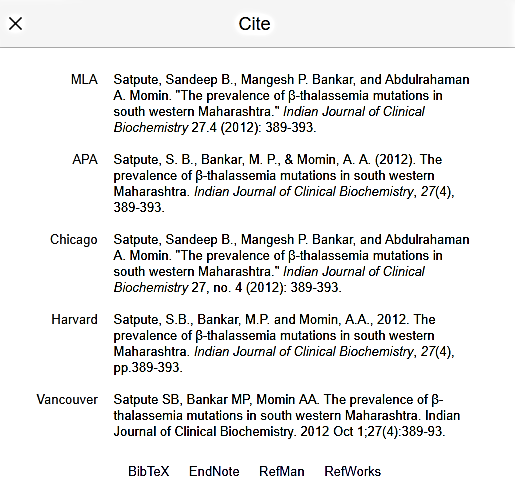 Cite
MLA Satpute, Sandeep B., Mangesh P. Bankar, and Abdulrahaman
A. Momin. "The prevalence of β-thalassemia mutations in
south western Maharashtra." Indian Journal of Clinical
Biochemistry 27.4 (2012): 389-393.
APA Satpute, S. B., Bankar, M. P., & Momin, A. A. (2012). The
prevalence of β-thalassemia mutations in south western
Maharashtra. Indian Journal of Clinical Biochemistry, 27(4),
389-393.
Chicago Satpute, Sandeep B., Mangesh P. Bankar, and Abdulrahaman
A. Momin. "The prevalence of β-thalassemia mutations in
south western Maharashtra." Indian Journal of Clinical
Biochemistry 27, no. 4 (2012): 389-393.
Harvard Satpute, S.B., Bankar, M.P. and Momin, A.A., 2012. The
prevalence of β-thalassemia mutations in south western
Maharashtra. Indian Journal of Clinical Biochemistry, 27(4),
pp.389-393.
Vancouver Satpute SB, Bankar MP, Momin AA. The prevalence of β-
thalassemia mutations in south western Maharashtra. Indian
Journal of Clinical Biochemistry. 2012 Oct 1;27(4):389-93.
BibTeX EndNote RefMan RefWorks